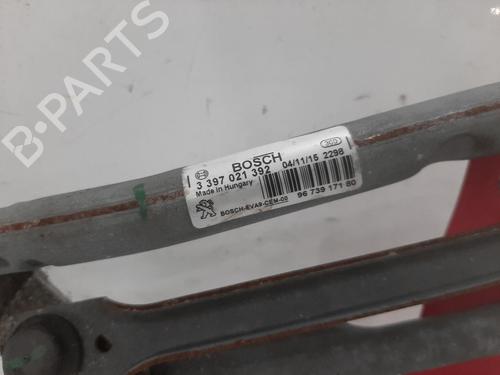 B-PARTS
BOSCH
3 397 021 392 04/11/15 2298
Made in Hungary
BOSCH-EVA9-CEM-00 96 739 171 80